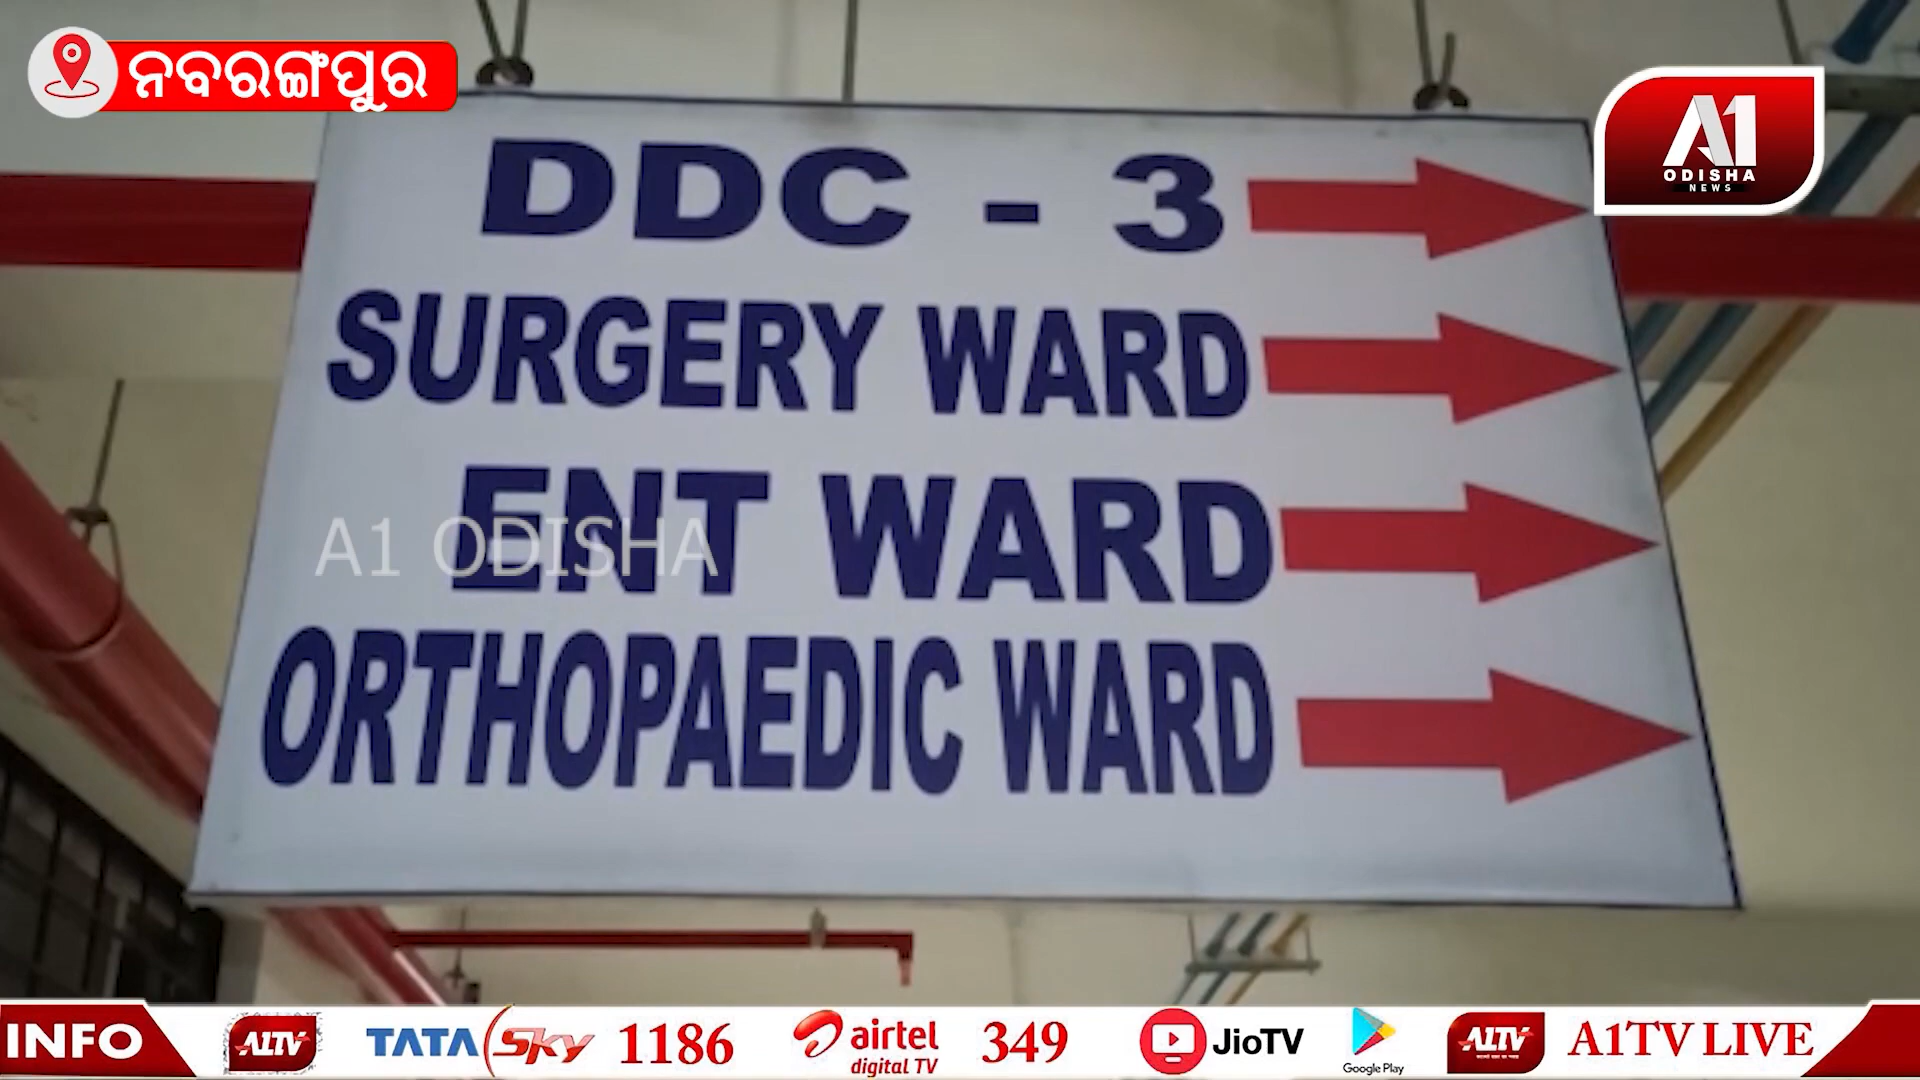 ନବରଙ୍ଗପୁର
A1
ODISHA
NEWS
DDC - 3
SURGERY WARD
ENT WARD
A1 ODISHA
ORTHOPAEDIC WARD
INFO A1TV TATA Sky 1186 airtel digital TV 349 JioTV Google Play A1TV A1TV LIVE